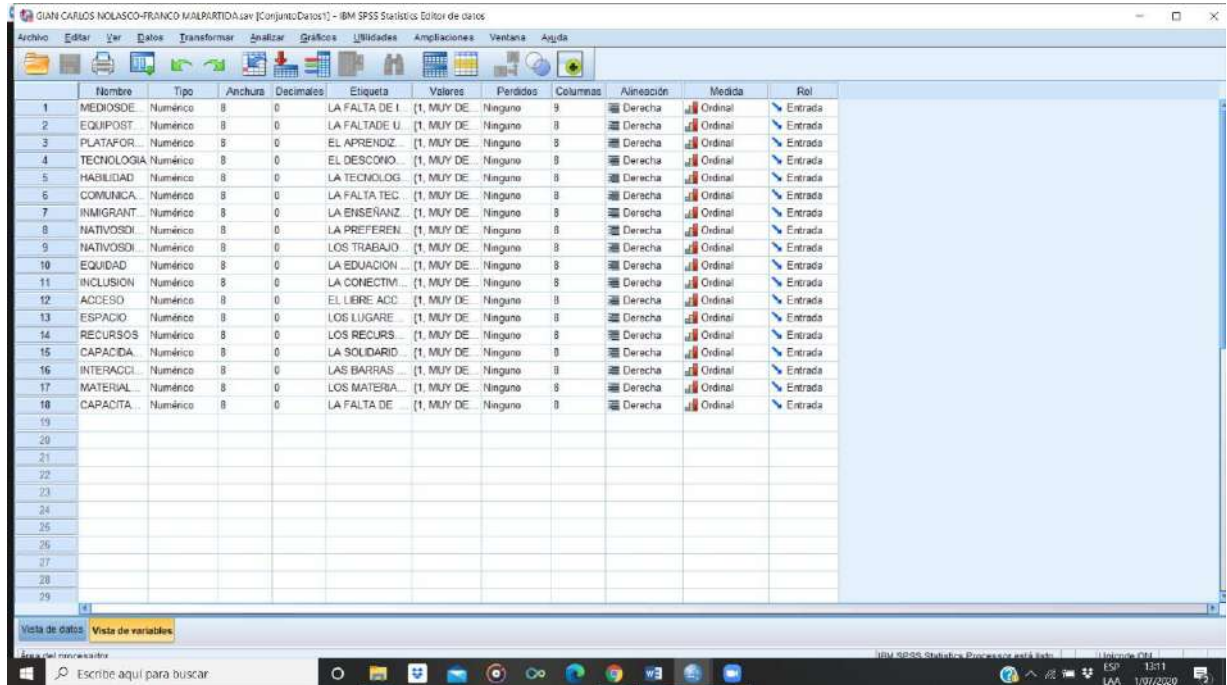 GIAN CARLOS NOLASCO-FRANCO MALPARTIDA.sav [ConjuntoDatos1] - IBM SPSS Statistics Editor de datos
Archivo Editar Ver Datos Transformar Analizar Gráficos Utilidades Ampliaciones Ventana Ayuda
Nombre Tipo Anchura Decimales Etiqueta Valores Perdidos Columnas Alineación Medida Rol
1 MEDIOSDE... Numérico 8 0 LA FALTA DE I... {1, MUY DE... Ninguno 9 Derecha Ordinal Entrada
2 EQUIPOST... Numérico 8 0 LA FALTADE U... {1, MUY DE... Ninguno 8 Derecha Ordinal Entrada
3 PLATAFOR... Numérico 8 0 EL APRENDIZ... {1, MUY DE... Ninguno 8 Derecha Ordinal Entrada
4 TECNOLOGIA Numérico 8 0 EL DESCONO... {1, MUY DE... Ninguno 8 Derecha Ordinal Entrada
5 HABILIDAD Numérico 8 0 LA TECNOLOG... {1, MUY DE... Ninguno 8 Derecha Ordinal Entrada
6 COMUNICA... Numérico 8 0 LA FALTA TEC... {1, MUY DE... Ninguno 8 Derecha Ordinal Entrada
7 INMIGRANT... Numérico 8 0 LA ENSEÑANZ... {1, MUY DE... Ninguno 8 Derecha Ordinal Entrada
8 NATIVOSDI... Numérico 8 0 LA PREFEREN... {1, MUY DE... Ninguno 8 Derecha Ordinal Entrada
9 NATIVOSDI... Numérico 8 0 LOS TRABAJO... {1, MUY DE... Ninguno 8 Derecha Ordinal Entrada
10 EQUIDAD Numérico 8 0 LA EDUACION ... {1, MUY DE... Ninguno 8 Derecha Ordinal Entrada
11 INCLUSION Numérico 8 0 LA CONECTIVI... {1, MUY DE... Ninguno 8 Derecha Ordinal Entrada
12 ACCESO Numérico 8 0 EL LIBRE ACC... {1, MUY DE... Ninguno 8 Derecha Ordinal Entrada
13 ESPACIO Numérico 8 0 LOS LUGARE... {1, MUY DE... Ninguno 8 Derecha Ordinal Entrada
14 RECURSOS Numérico 8 0 LOS RECURS... {1, MUY DE... Ninguno 8 Derecha Ordinal Entrada
15 CAPACIDA... Numérico 8 0 LA SOLIDARID... {1, MUY DE... Ninguno 8 Derecha Ordinal Entrada
16 INTERACCI... Numérico 8 0 LAS BARRAS ... {1, MUY DE... Ninguno 8 Derecha Ordinal Entrada
17 MATERIAL... Numérico 8 0 LOS MATERIA... {1, MUY DE... Ninguno 8 Derecha Ordinal Entrada
18 CAPACITA... Numérico 8 0 LA FALTA DE ... {1, MUY DE... Ninguno 8 Derecha Ordinal Entrada
19
20
21
22
23
24
25
26
27
28
29
Vista de datos Vista de variables
Área del procesador IBM SPSS Statistics Processor está listo Unicode:ON
Escribe aquí para buscar ESP 13:11
LAA 1/07/2020